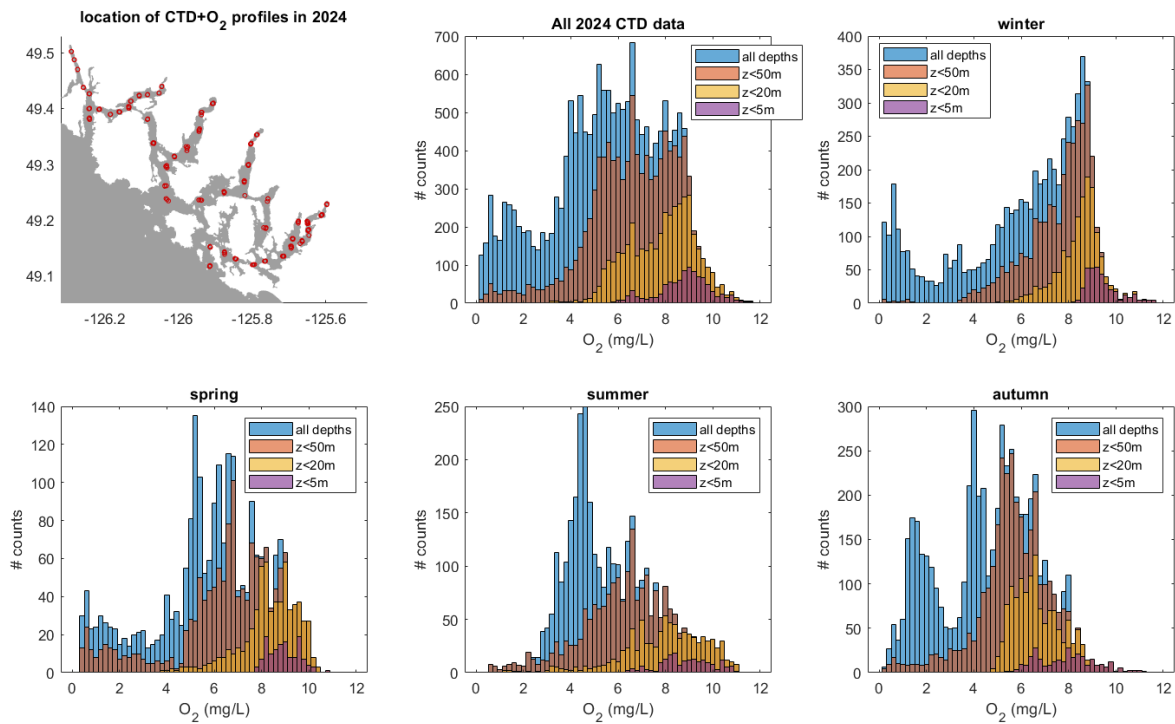 location of CTD+O2 profiles in 2024
49.5
49.4
49.3
49.2
49.1
-126.2
-126
-125.8
-125.6
All 2024 CTD data
# counts
700
600
500
400
300
200
100
0
all depths
z<50m
z<20m
z<5m
0 2 4 6 8 10 12
O2 (mg/L)
winter
# counts
400
350
300
250
200
150
100
50
0
all depths
z<50m
z<20m
z<5m
0 2 4 6 8 10 12
O2 (mg/L)
spring
# counts
140
120
100
80
60
40
20
0
all depths
z<50m
z<20m
z<5m
0 2 4 6 8 10 12
O2 (mg/L)
summer
# counts
250
200
150
100
50
0
all depths
z<50m
z<20m
z<5m
0 2 4 6 8 10 12
O2 (mg/L)
autumn
# counts
300
250
200
150
100
50
0
all depths
z<50m
z<20m
z<5m
0 2 4 6 8 10 12
O2 (mg/L)